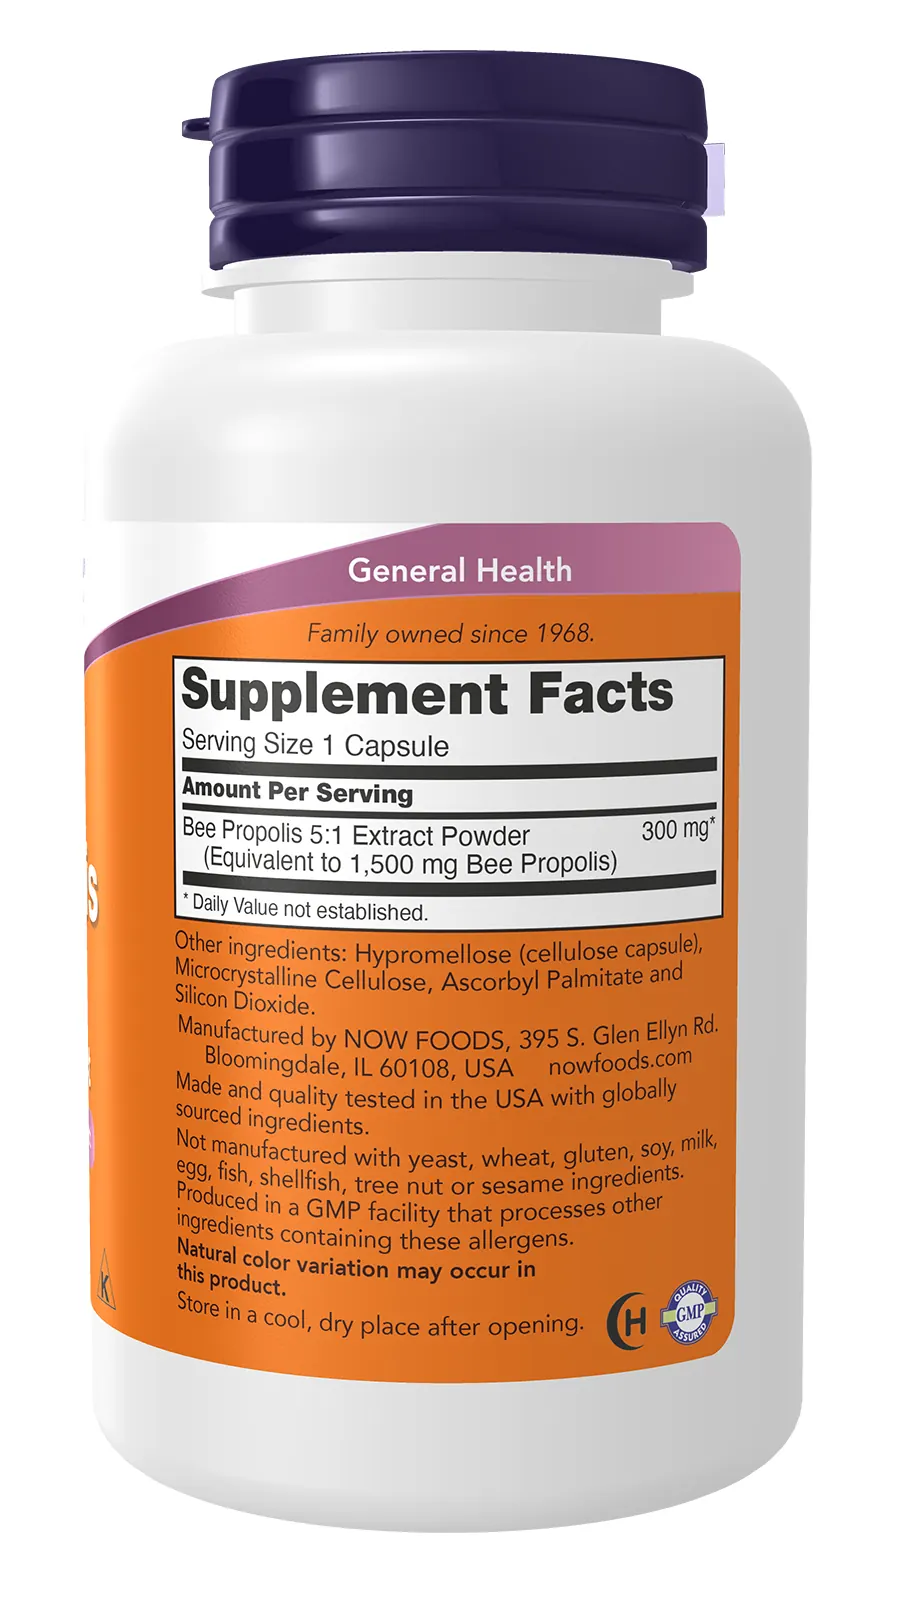 General Health
Family owned since 1968.
Supplement Facts
Serving Size 1 Capsule
Amount Per Serving
Bee Propolis 5:1 Extract Powder 300 mg*
(Equivalent to 1,500 mg Bee Propolis)
* Daily Value not established.
Other ingredients: Hypromellose (cellulose capsule),
Microcrystalline Cellulose, Ascorbyl Palmitate and
Silicon Dioxide.
Manufactured by NOW FOODS, 395 S. Glen Ellyn Rd.
Bloomingdale, IL 60108, USA nowfoods.com
Made and quality tested in the USA with globally
sourced ingredients.
Not manufactured with yeast, wheat, gluten, soy, milk,
egg, fish, shellfish, tree nut or sesame ingredients.
Produced in a GMP facility that processes other
ingredients containing these allergens.
Natural color variation may occur in
this product.
Store in a cool, dry place after opening.
K
H
QUALITY
GMP
ASSURED